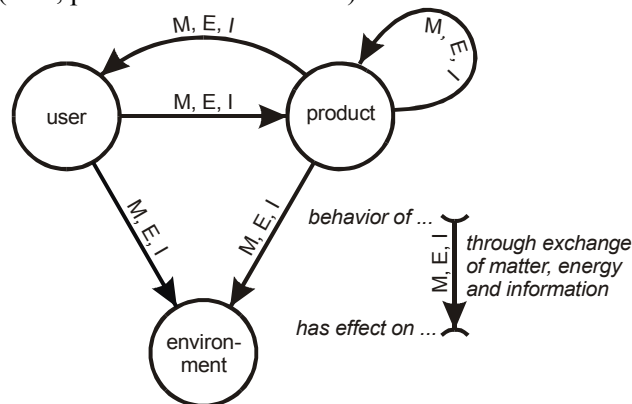 M, E, I
M, E, I
user
M, E, I
product
M, E, I
M, E, I
behavior of ...
M, E, I
through exchange
of matter, energy
and information
has effect on ...
environ-
ment